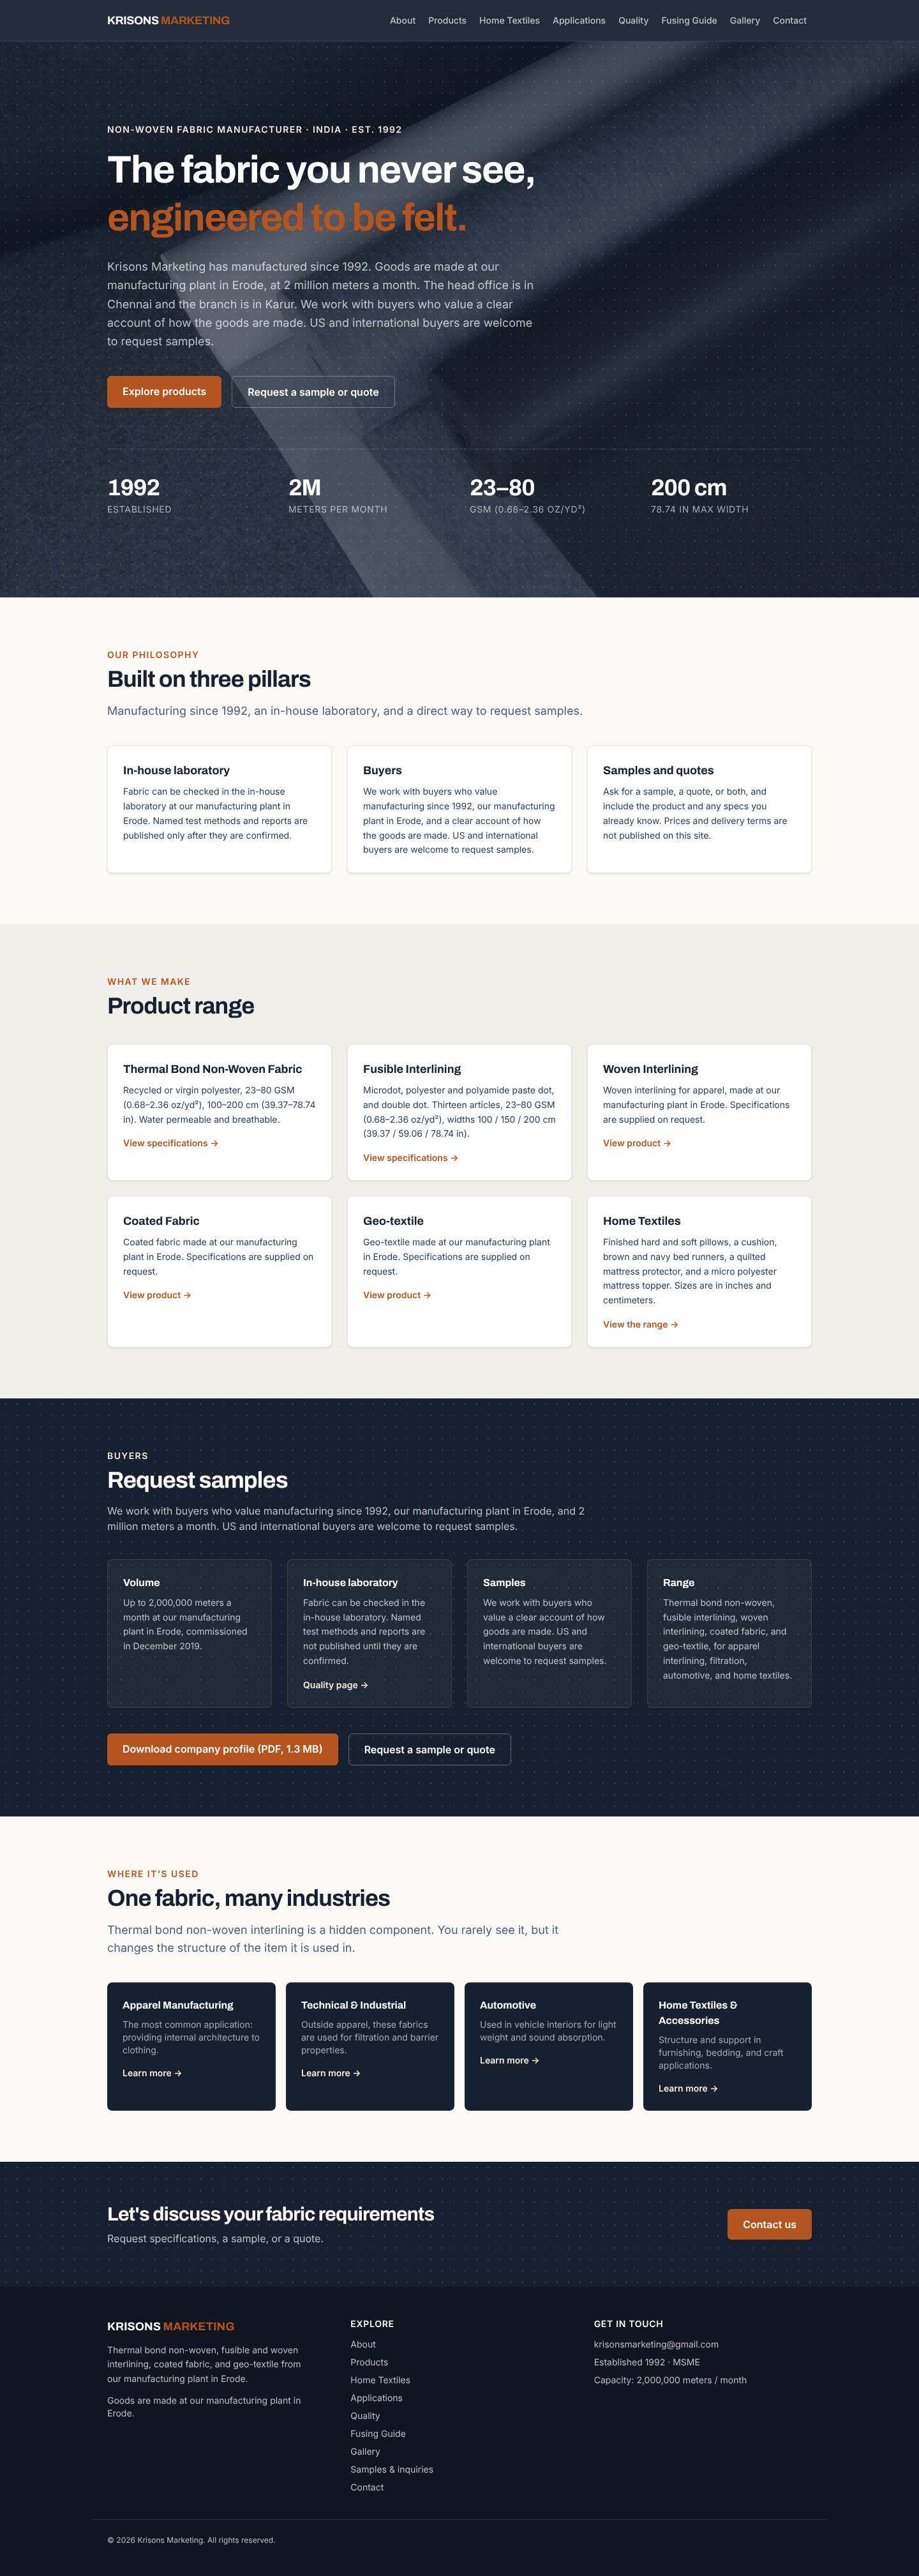 KRISONS MARKETING
About Products Home Textiles Applications Quality Fusing Guide Gallery Contact
NON-WOVEN FABRIC MANUFACTURER · INDIA · EST. 1992
The fabric you never see,
engineered to be felt.
Krisons Marketing has manufactured since 1992. Goods are made at our
manufacturing plant in Erode, at 2 million meters a month. The head office is in
Chennai and the branch is in Karur. We work with buyers who value a clear
account of how the goods are made. US and international buyers are welcome
to request samples.
Explore products
Request a sample or quote
1992
ESTABLISHED
2M
METERS PER MONTH
23–80
GSM (0.68–2.36 OZ/YD²)
200 cm
78.74 IN MAX WIDTH
OUR PHILOSOPHY
Built on three pillars
Manufacturing since 1992, an in-house laboratory, and a direct way to request samples.
In-house laboratory
Fabric can be checked in the in-house
laboratory at our manufacturing plant in
Erode. Named test methods and reports are
published only after they are confirmed.
Buyers
We work with buyers who value
manufacturing since 1992, our manufacturing
plant in Erode, and a clear account of how
the goods are made. US and international
buyers are welcome to request samples.
Samples and quotes
Ask for a sample, a quote, or both, and
include the product and any specs you
already know. Prices and delivery terms are
not published on this site.
WHAT WE MAKE
Product range
Thermal Bond Non-Woven Fabric
Recycled or virgin polyester, 23–80 GSM
(0.68–2.36 oz/yd²), 100–200 cm (39.37–78.74
in). Water permeable and breathable.
View specifications →
Fusible Interlining
Microdot, polyester and polyamide paste dot,
and double dot. Thirteen articles, 23–80 GSM
(0.68–2.36 oz/yd²), widths 100 / 150 / 200 cm
(39.37 / 59.06 / 78.74 in).
View specifications →
Woven Interlining
Woven interlining for apparel, made at our
manufacturing plant in Erode. Specifications
are supplied on request.
View product →
Coated Fabric
Coated fabric made at our manufacturing
plant in Erode. Specifications are supplied on
request.
View product →
Geo-textile
Geo-textile made at our manufacturing plant
in Erode. Specifications are supplied on
request.
View product →
Home Textiles
Finished hard and soft pillows, a cushion,
brown and navy bed runners, a quilted
mattress protector, and a micro polyester
mattress topper. Sizes are in inches and
centimeters.
View the range →
BUYERS
Request samples
We work with buyers who value manufacturing since 1992, our manufacturing plant in Erode, and 2
million meters a month. US and international buyers are welcome to request samples.
Volume
Up to 2,000,000 meters a
month at our manufacturing
plant in Erode, commissioned
in December 2019.
In-house laboratory
Fabric can be checked in the
in-house laboratory. Named
test methods and reports are
not published until they are
confirmed.
Quality page →
Samples
We work with buyers who
value a clear account of how
goods are made. US and
international buyers are
welcome to request samples.
Range
Thermal bond non-woven,
fusible interlining, woven
interlining, coated fabric, and
geo-textile, for apparel
interlining, filtration,
automotive, and home textiles.
Download company profile (PDF, 1.3 MB)
Request a sample or quote
WHERE IT'S USED
One fabric, many industries
Thermal bond non-woven interlining is a hidden component. You rarely see it, but it
changes the structure of the item it is used in.
Apparel Manufacturing
The most common application:
providing internal architecture to
clothing.
Learn more →
Technical & Industrial
Outside apparel, these fabrics
are used for filtration and barrier
properties.
Learn more →
Automotive
Used in vehicle interiors for light
weight and sound absorption.
Learn more →
Home Textiles &
Accessories
Structure and support in
furnishing, bedding, and craft
applications.
Learn more →
Let's discuss your fabric requirements
Request specifications, a sample, or a quote.
Contact us
KRISONS MARKETING
Thermal bond non-woven, fusible and woven
interlining, coated fabric, and geo-textile from
our manufacturing plant in Erode.
Goods are made at our manufacturing plant in
Erode.
EXPLORE
About
Products
Home Textiles
Applications
Quality
Fusing Guide
Gallery
Samples & inquiries
Contact
GET IN TOUCH
krisonsmarketing@gmail.com
Established 1992 · MSME
Capacity: 2,000,000 meters / month
© 2026 Krisons Marketing. All rights reserved.